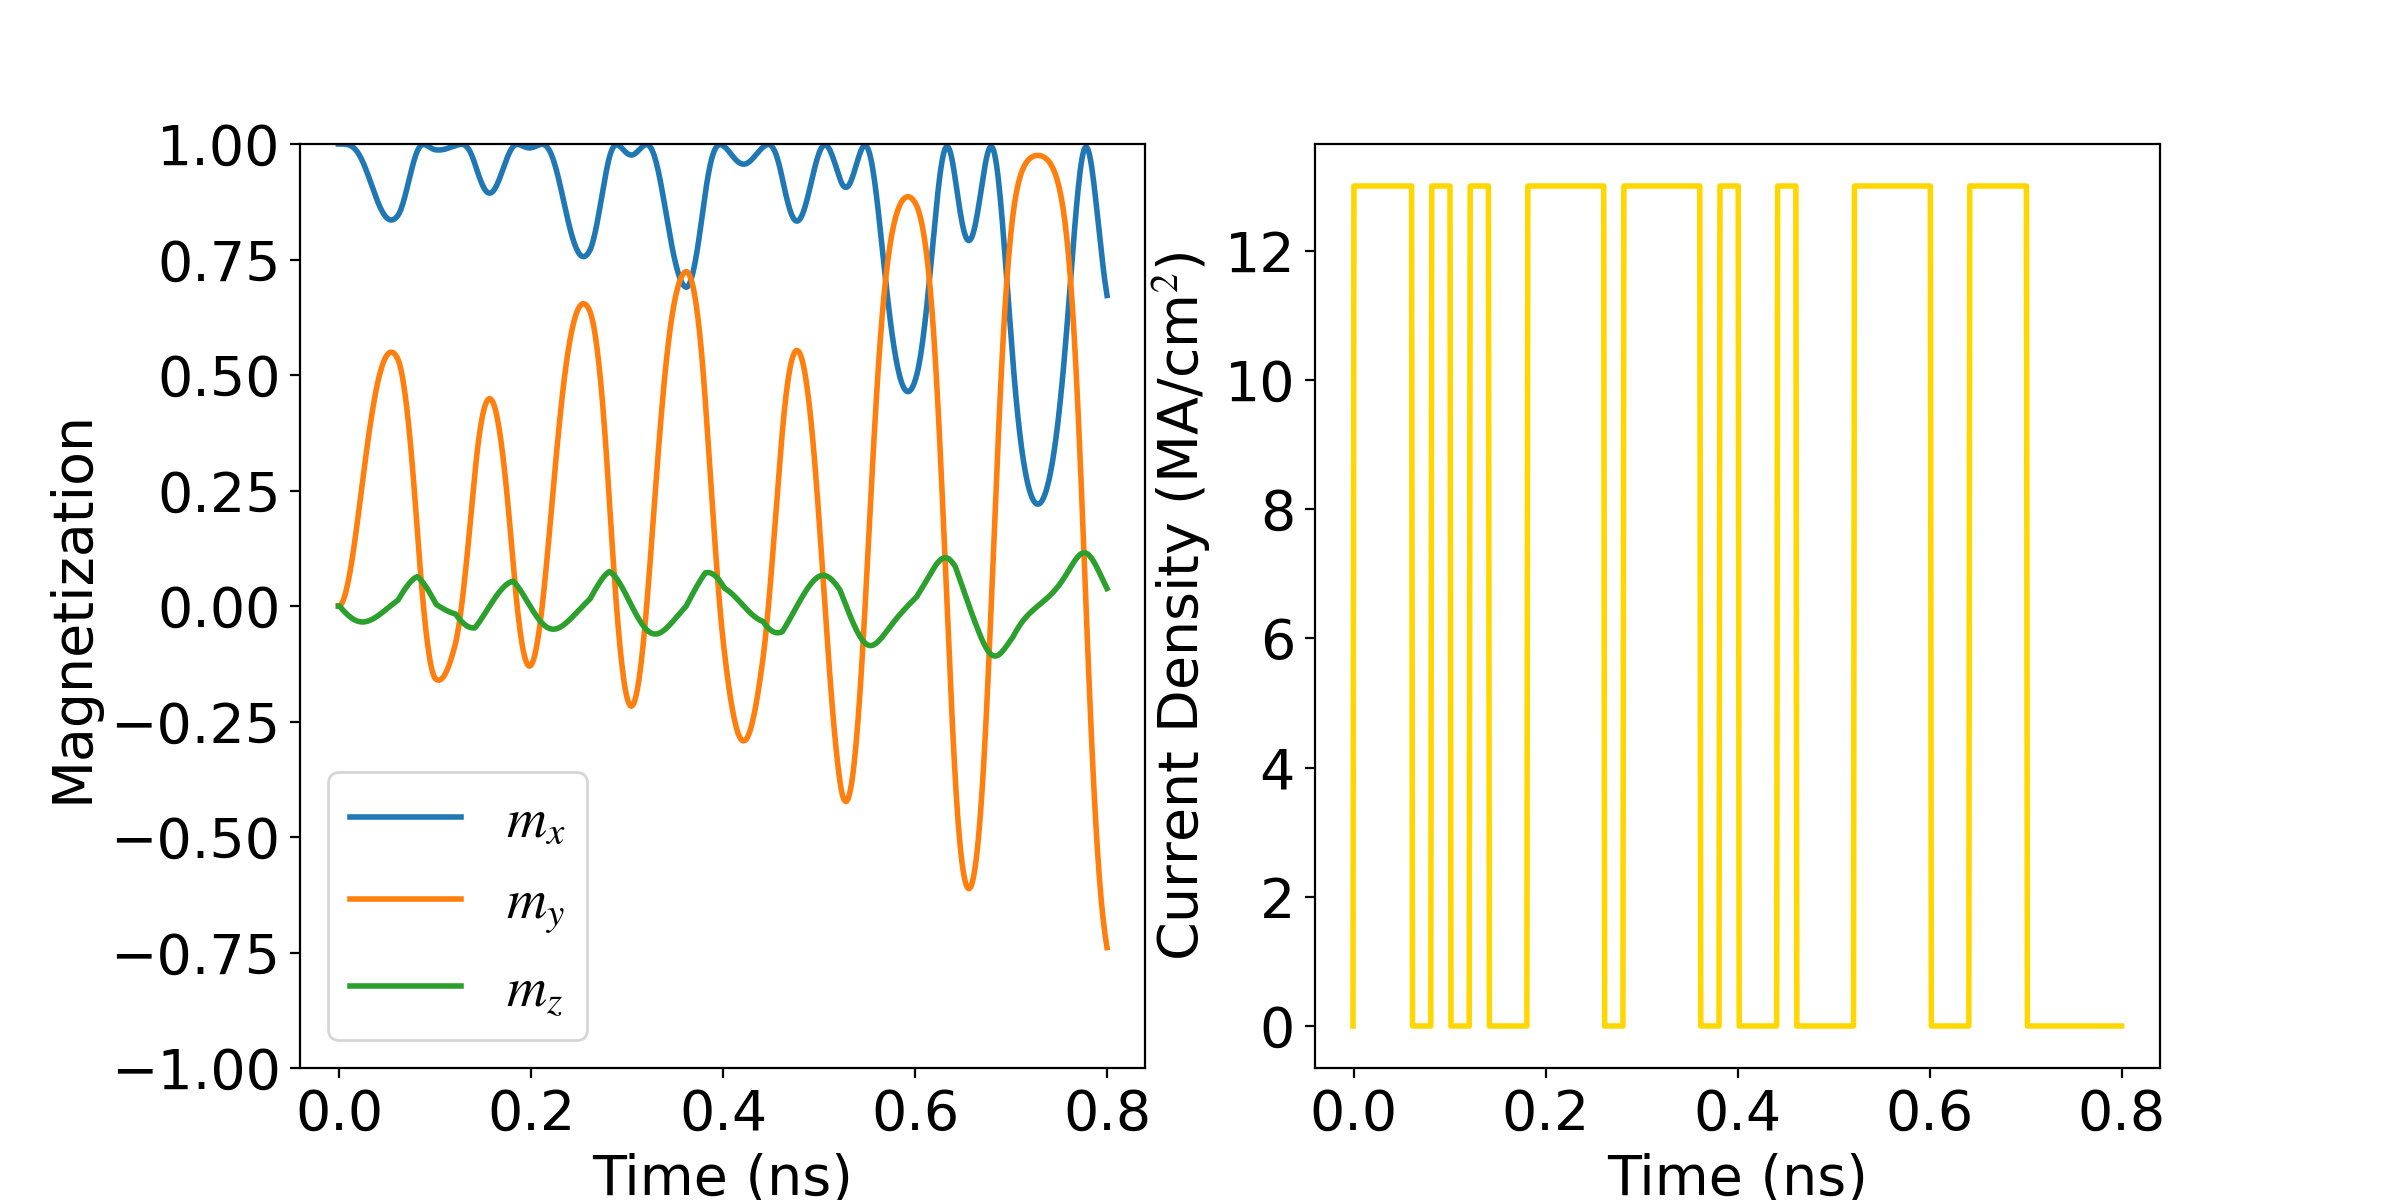 Magnetization
1.00
0.75
0.50
0.25
0.00
−0.25
−0.50
−0.75
−1.00
m_x
m_y
m_z
0.0 0.2 0.4 0.6 0.8
Time (ns)
Current Density (MA/cm²)
12
10
8
6
4
2
0
0.0 0.2 0.4 0.6 0.8
Time (ns)